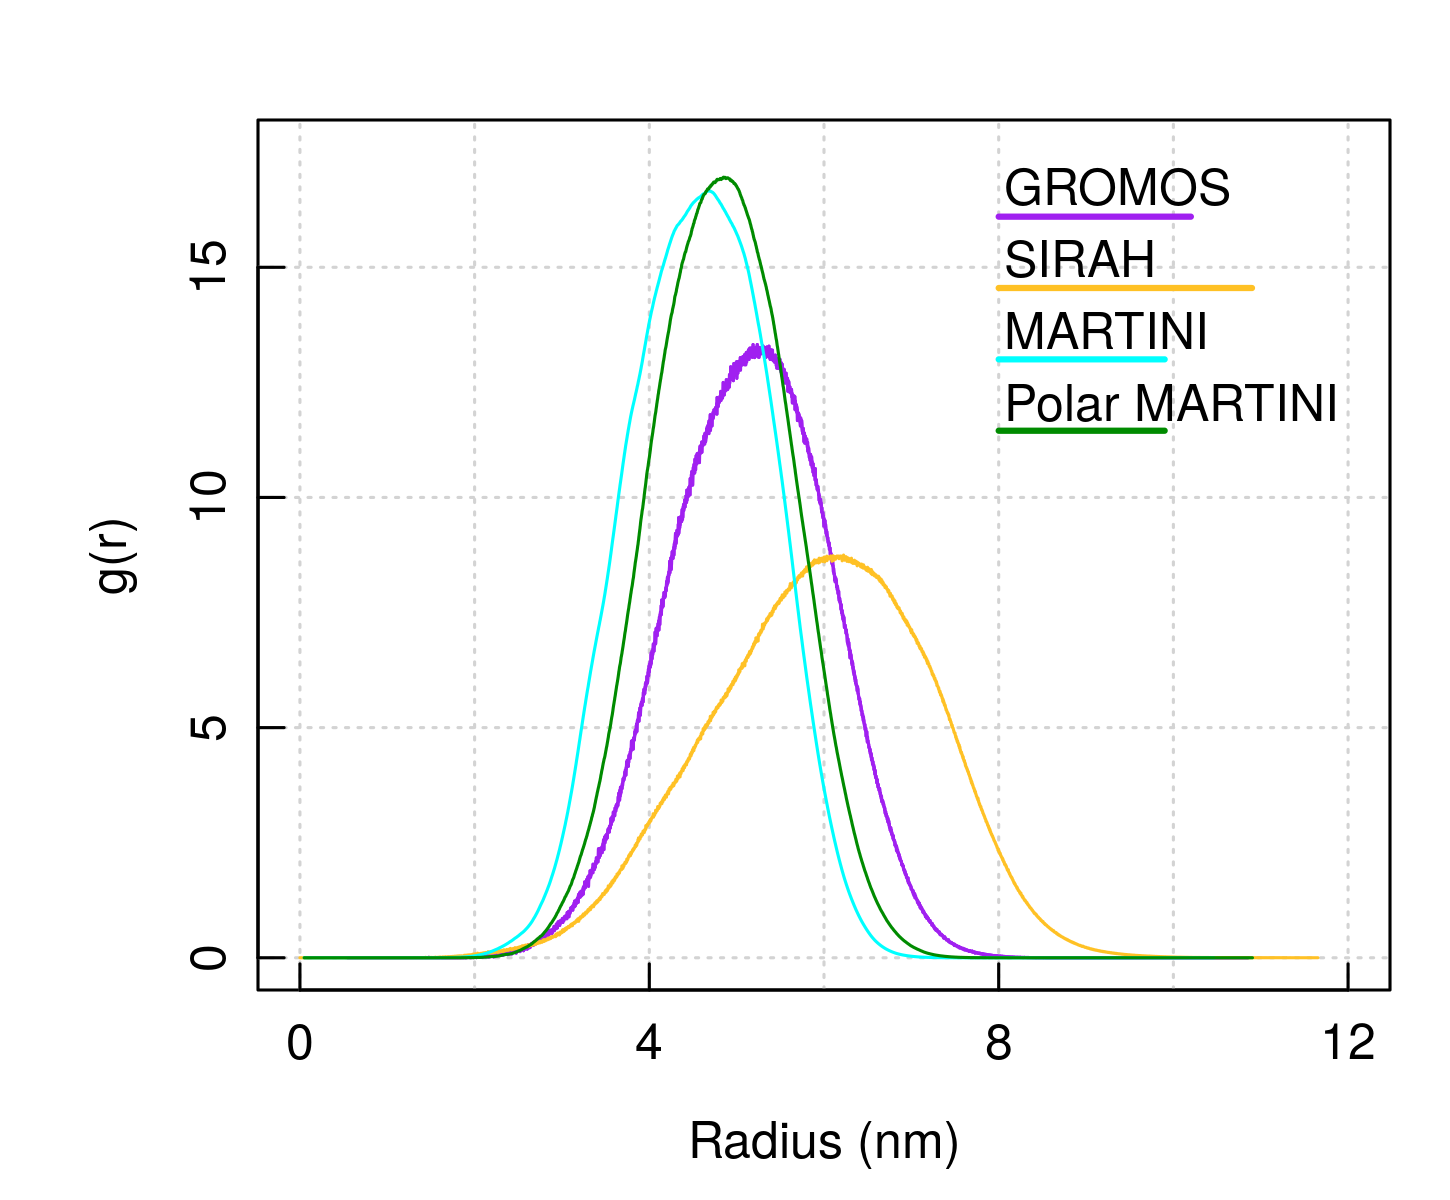 GROMOS
SIRAH
MARTINI
Polar MARTINI
15
10
5
0
g(r)
0 4 8 12
Radius (nm)